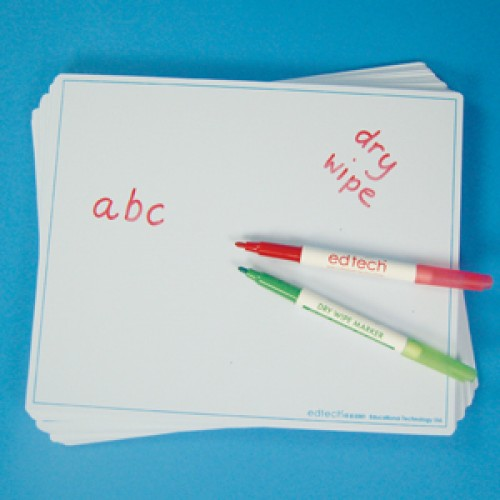 dry
wipe
abc
edtech
DRY WIPE MARKER
edtech Educational Technology Ltd